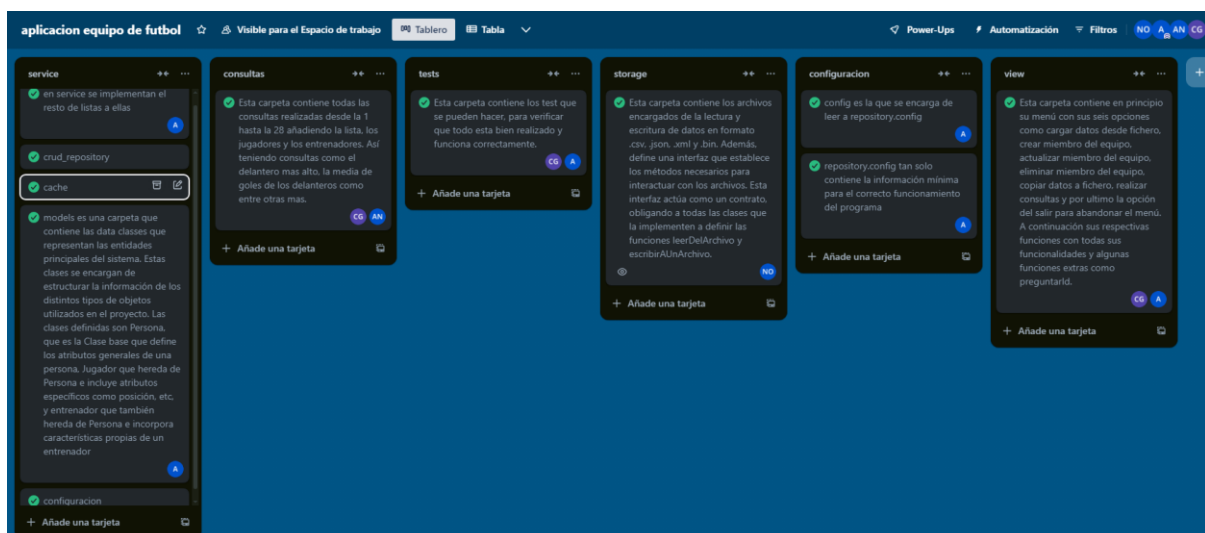 aplicacion equipo de futbol
Visible para el Espacio de trabajo
Tablero
Tabla
Power-Ups
Automatización
Filtros
NO
A
AN
CG
service
en service se implementan el
resto de listas a ellas
A
crud_repository
cache
models es una carpeta que
contiene las data classes que
representan las entidades
principales del sistema. Estas
clases se encargan de
estructurar la información de los
distintos tipos de objetos
utilizados en el proyecto. Las
clases definidas son Persona,
que es la Clase base que define
los atributos generales de una
persona, Jugador que hereda de
Persona e incluye atributos
específicos como posición, etc.
y entrenador que también
hereda de Persona e incorpora
características propias de un
entrenador
A
configuracion
+ Añade una tarjeta
consultas
Esta carpeta contiene todas las
consultas realizadas desde la 1
hasta la 28 añadiendo la lista, los
jugadores y los entrenadores. Así
teniendo consultas como el
delantero mas alto, la media de
goles de los delanteros como
entre otras mas.
CG AN
+ Añade una tarjeta
tests
Esta carpeta contiene los test que
se pueden hacer, para verificar
que todo esta bien realizado y
funciona correctamente.
CG A
+ Añade una tarjeta
storage
Esta carpeta contiene los archivos
encargados de la lectura y
escritura de datos en formato
.csv, .json, .xml y .bin. Además,
define una interfaz que establece
los métodos necesarios para
interactuar con los archivos. Esta
interfaz actúa como un contrato,
obligando a todas las clases que
la implementen a definir las
funciones leerDelArchivo y
escribirAUnArchivo.
NO
+ Añade una tarjeta
configuracion
config es la que se encarga de
leer a repository.config
A
repository.config tan solo
contiene la información mínima
para el correcto funcionamiento
del programa
A
+ Añade una tarjeta
view
Esta carpeta contiene en principio
su menú con sus seis opciones
como cargar datos desde fichero,
crear miembro del equipo,
actualizar miembro del equipo,
eliminar miembro del equipo,
copiar datos a fichero, realizar
consultas y por ultimo la opción
del salir para abandonar el menú.
A continuación sus respectivas
funciones con todas sus
funcionalidades y algunas
funciones extras como
preguntarId.
CG A
+ Añade una tarjeta